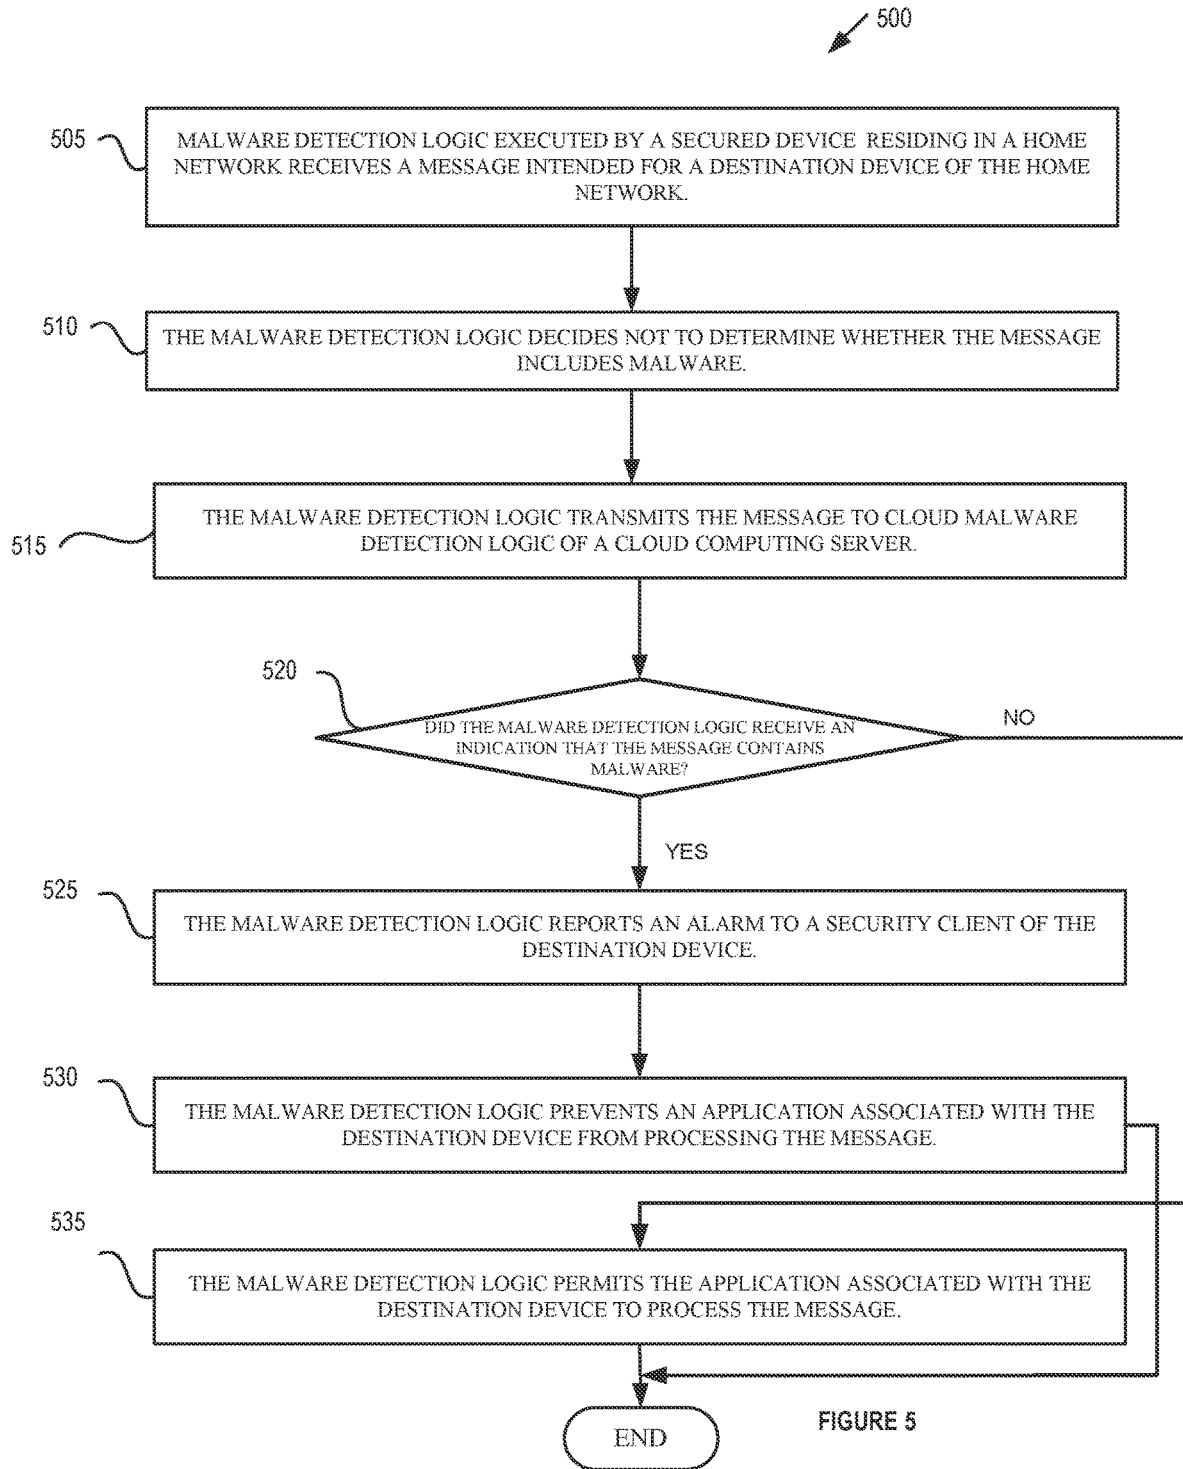 500
505
MALWARE DETECTION LOGIC EXECUTED BY A SECURED DEVICE RESIDING IN A HOME
NETWORK RECEIVES A MESSAGE INTENDED FOR A DESTINATION DEVICE OF THE HOME
NETWORK.
510
THE MALWARE DETECTION LOGIC DECIDES NOT TO DETERMINE WHETHER THE MESSAGE
INCLUDES MALWARE.
515
THE MALWARE DETECTION LOGIC TRANSMITS THE MESSAGE TO CLOUD MALWARE
DETECTION LOGIC OF A CLOUD COMPUTING SERVER.
520
DID THE MALWARE DETECTION LOGIC RECEIVE AN
INDICATION THAT THE MESSAGE CONTAINS
MALWARE?
NO
YES
525
THE MALWARE DETECTION LOGIC REPORTS AN ALARM TO A SECURITY CLIENT OF THE
DESTINATION DEVICE.
530
THE MALWARE DETECTION LOGIC PREVENTS AN APPLICATION ASSOCIATED WITH THE
DESTINATION DEVICE FROM PROCESSING THE MESSAGE.
535
THE MALWARE DETECTION LOGIC PERMITS THE APPLICATION ASSOCIATED WITH THE
DESTINATION DEVICE TO PROCESS THE MESSAGE.
END
FIGURE 5